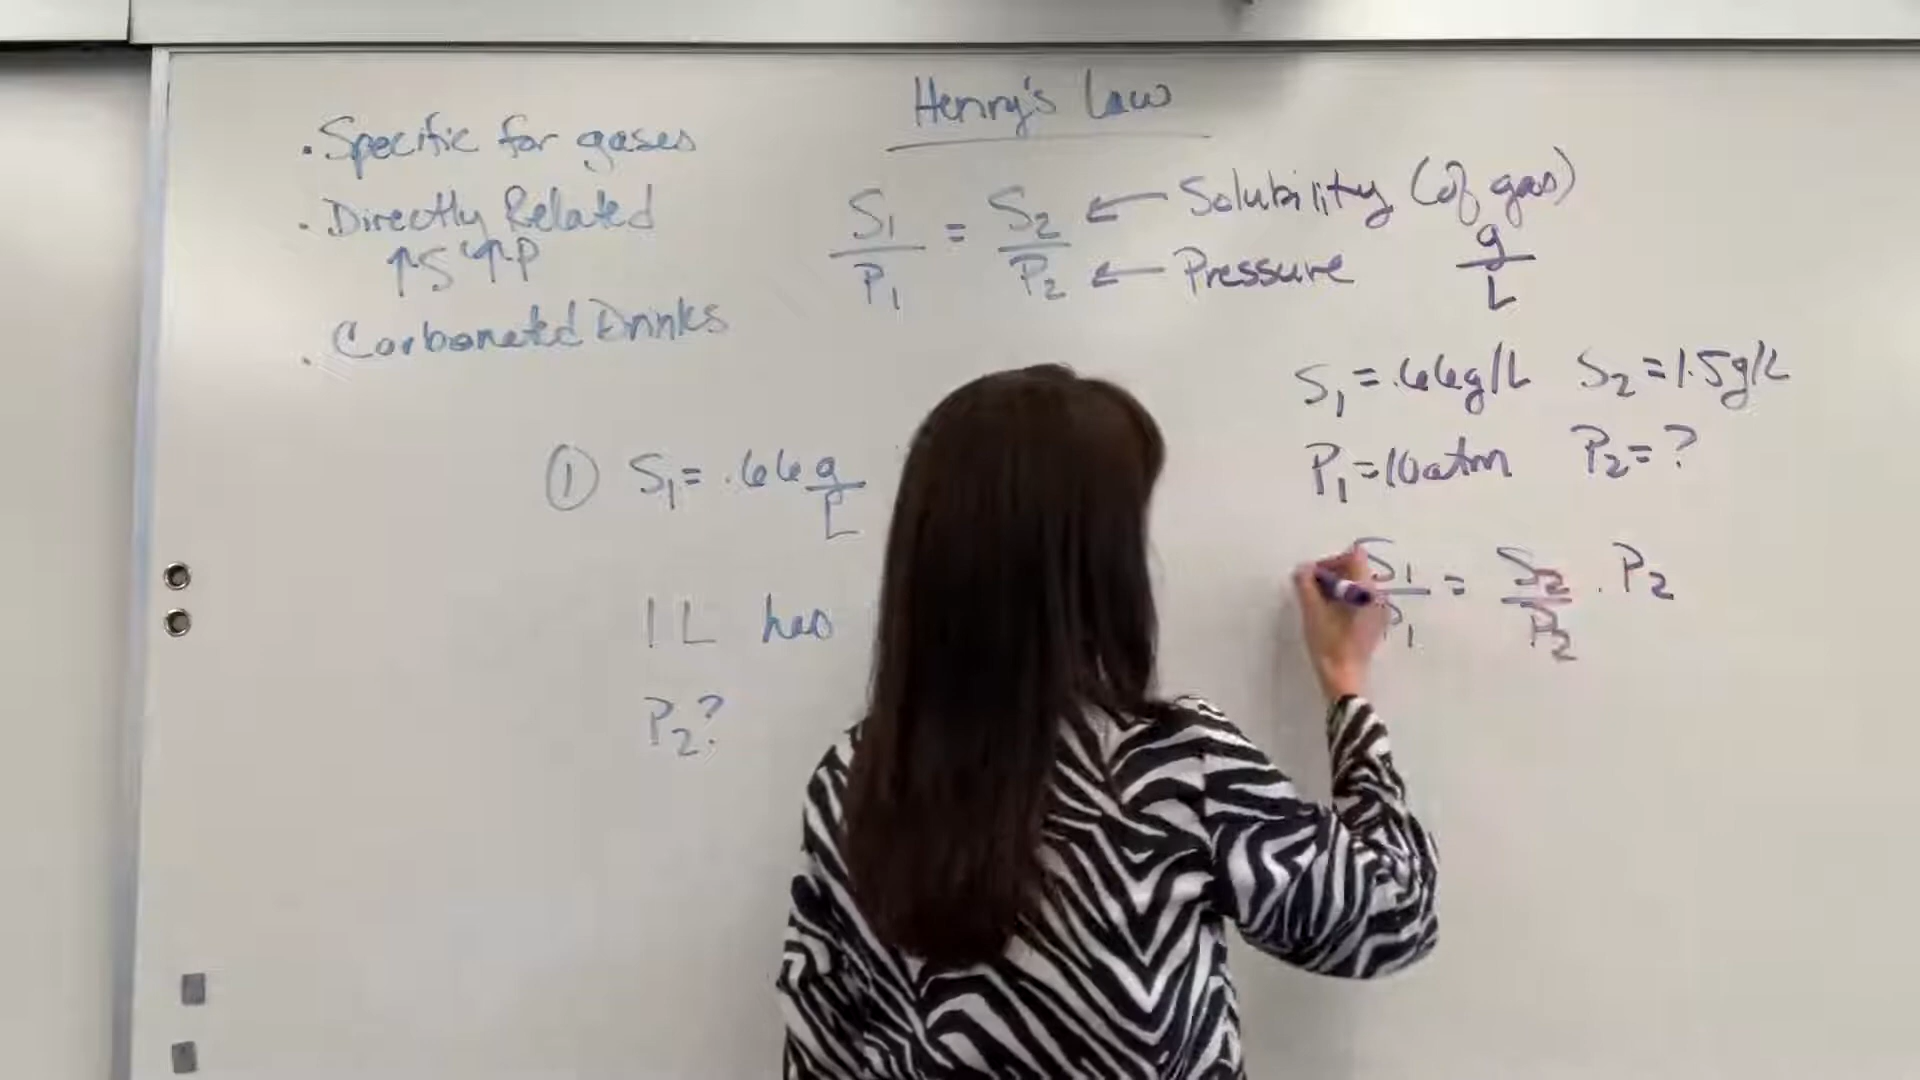 Henry's Law
· Specific for gases
· Directly Related
↑S ↑P
· Carbonated Drinks
S₁/P₁ = S₂/P₂ ← Solubility (of gas)
← Pressure g/L
S₁ = .66g/L S₂ = 1.5g/L
P₁ = 10atm P₂ = ?
① S₁ = .66 g/L
1 L has
P₂?
S₁/P₁ = S₂/P₂ · P₂